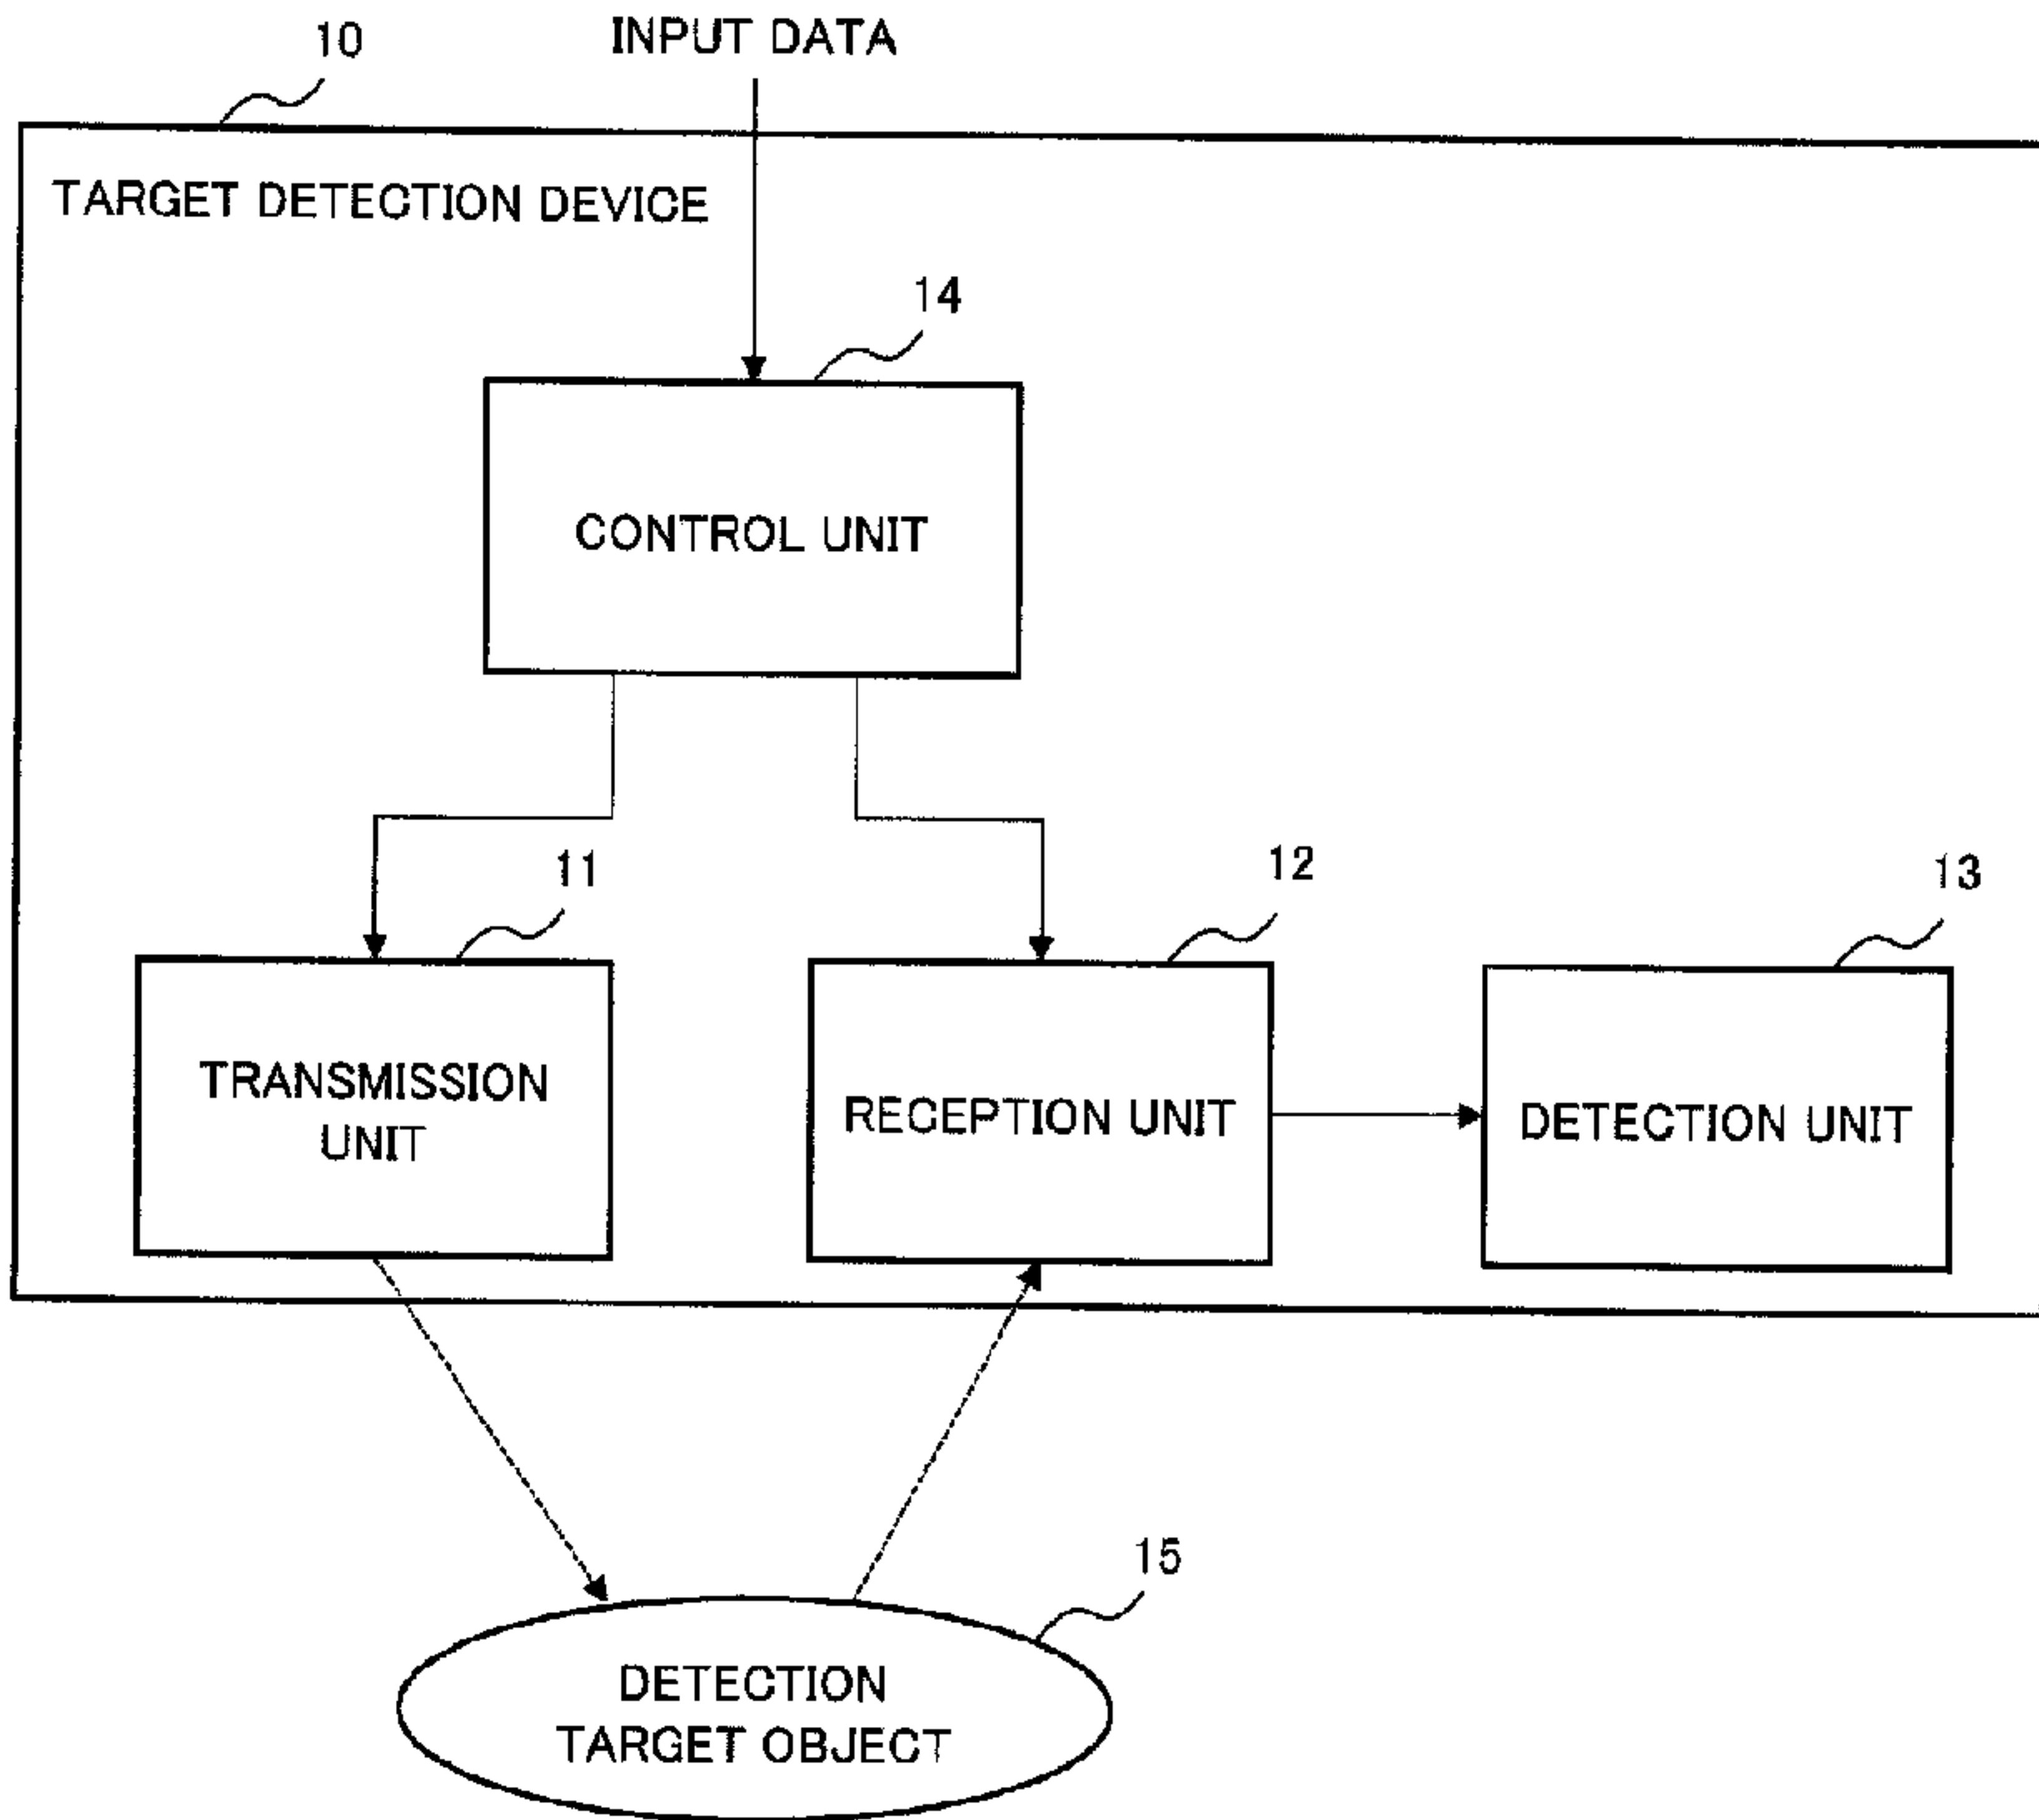 10
INPUT DATA
TARGET DETECTION DEVICE
14
CONTROL UNIT
11
12
13
TRANSMISSION
UNIT
RECEPTION UNIT
DETECTION UNIT
15
DETECTION
TARGET OBJECT